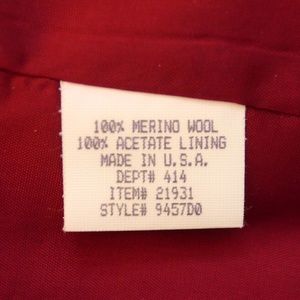 100% MERINO WOOL
100% ACETATE LINING
MADE IN U.S.A.
DEPT# 414
ITEM# 21931
STYLE# 9457D0